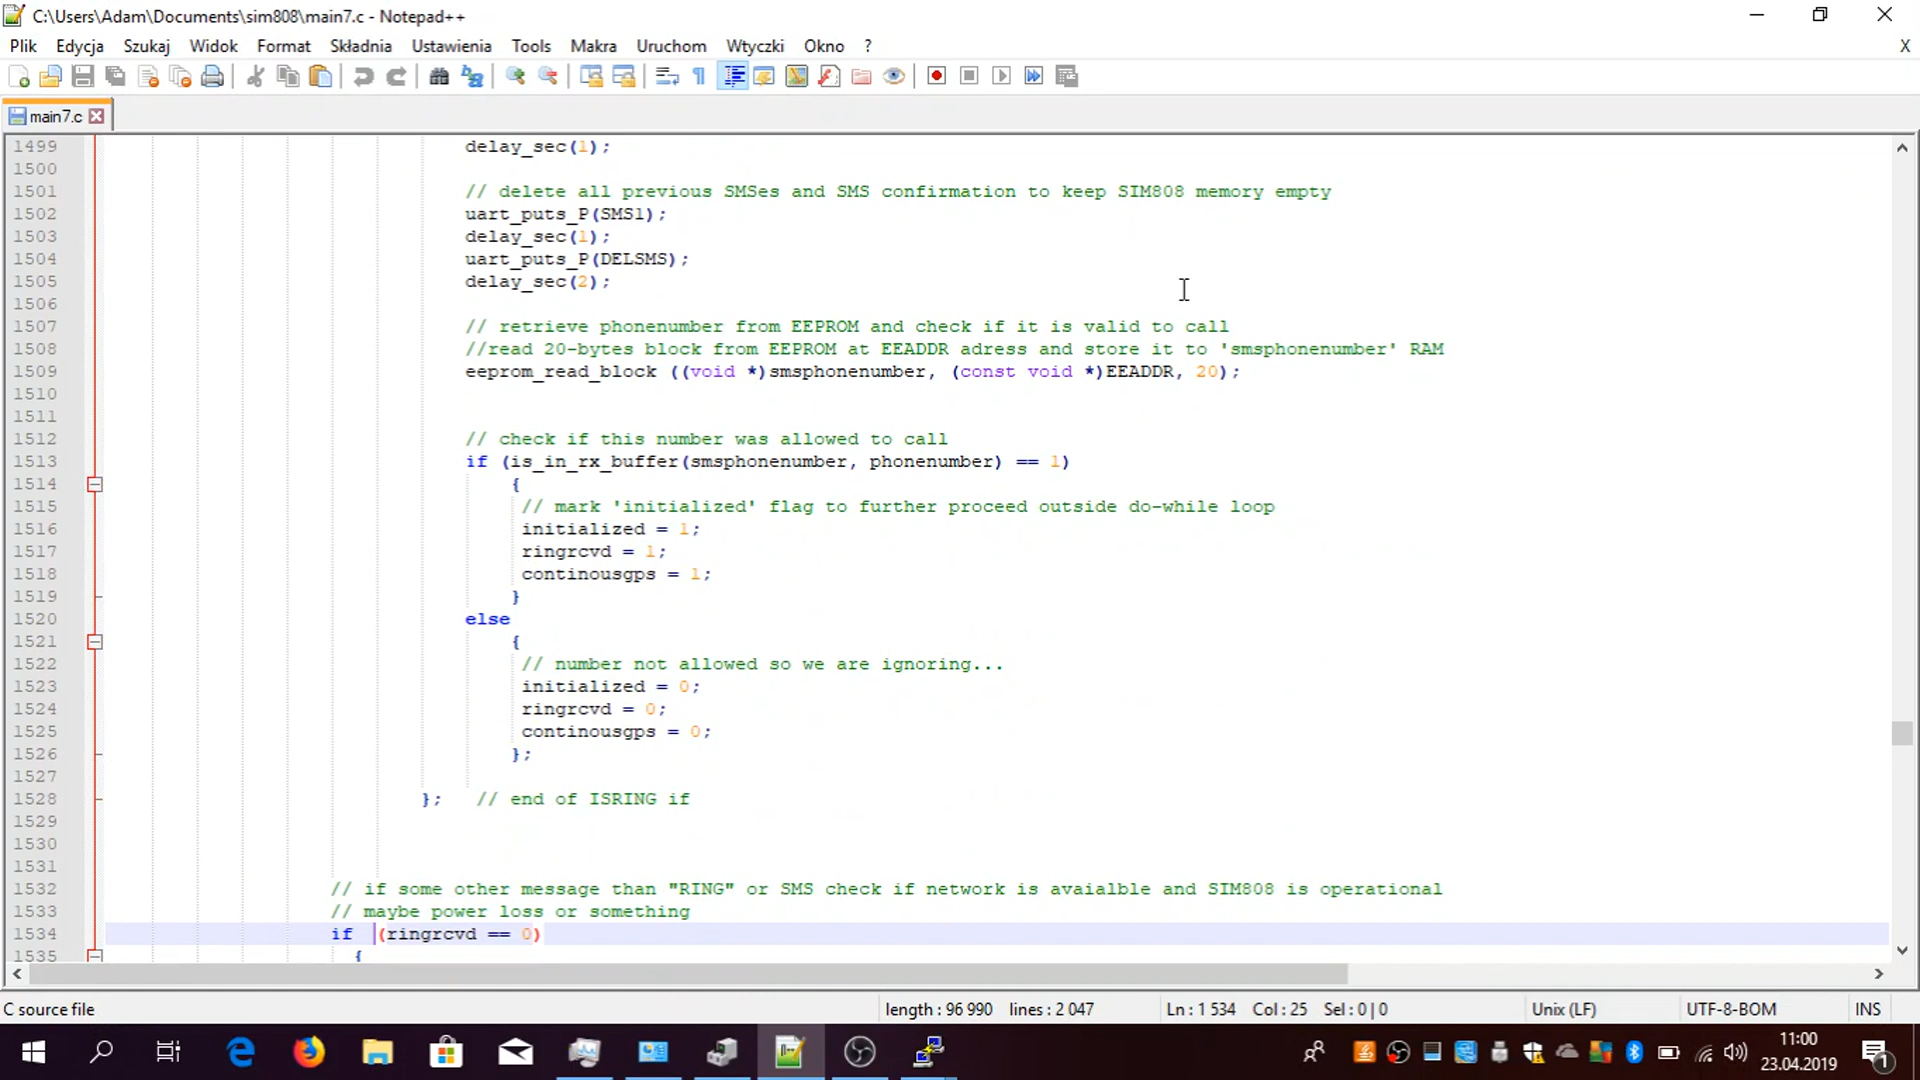 C:\Users\Adam\Documents\sim808\main7.c - Notepad++
Plik Edycja Szukaj Widok Format Składnia Ustawienia Tools Makra Uruchom Wtyczki Okno ? X
main7.c
1499 delay_sec(1);
1500
1501 // delete all previous SMSes and SMS confirmation to keep SIM808 memory empty
1502 uart_puts_P(SMS1);
1503 delay_sec(1);
1504 uart_puts_P(DELSMS);
1505 delay_sec(2);
1506
1507 // retrieve phonenumber from EEPROM and check if it is valid to call
1508 //read 20-bytes block from EEPROM at EEADDR adress and store it to 'smsphonenumber' RAM
1509 eeprom_read_block ((void *)smsphonenumber, (const void *)EEADDR, 20);
1510
1511
1512 // check if this number was allowed to call
1513 if (is_in_rx_buffer(smsphonenumber, phonenumber) == 1)
1514 {
1515 // mark 'initialized' flag to further proceed outside do-while loop
1516 initialized = 1;
1517 ringrcvd = 1;
1518 continousgps = 1;
1519 }
1520 else
1521 {
1522 // number not allowed so we are ignoring...
1523 initialized = 0;
1524 ringrcvd = 0;
1525 continousgps = 0;
1526 };
1527
1528 }; // end of ISRING if
1529
1530
1531
1532 // if some other message than "RING" or SMS check if network is avaialble and SIM808 is operational
1533 // maybe power loss or something
1534 if (ringrcvd == 0)
1535 {
C source file length : 96 990 lines : 2 047 Ln : 1 534 Col : 25 Sel : 0 | 0 Unix (LF) UTF-8-BOM INS
11:00
23.04.2019
1